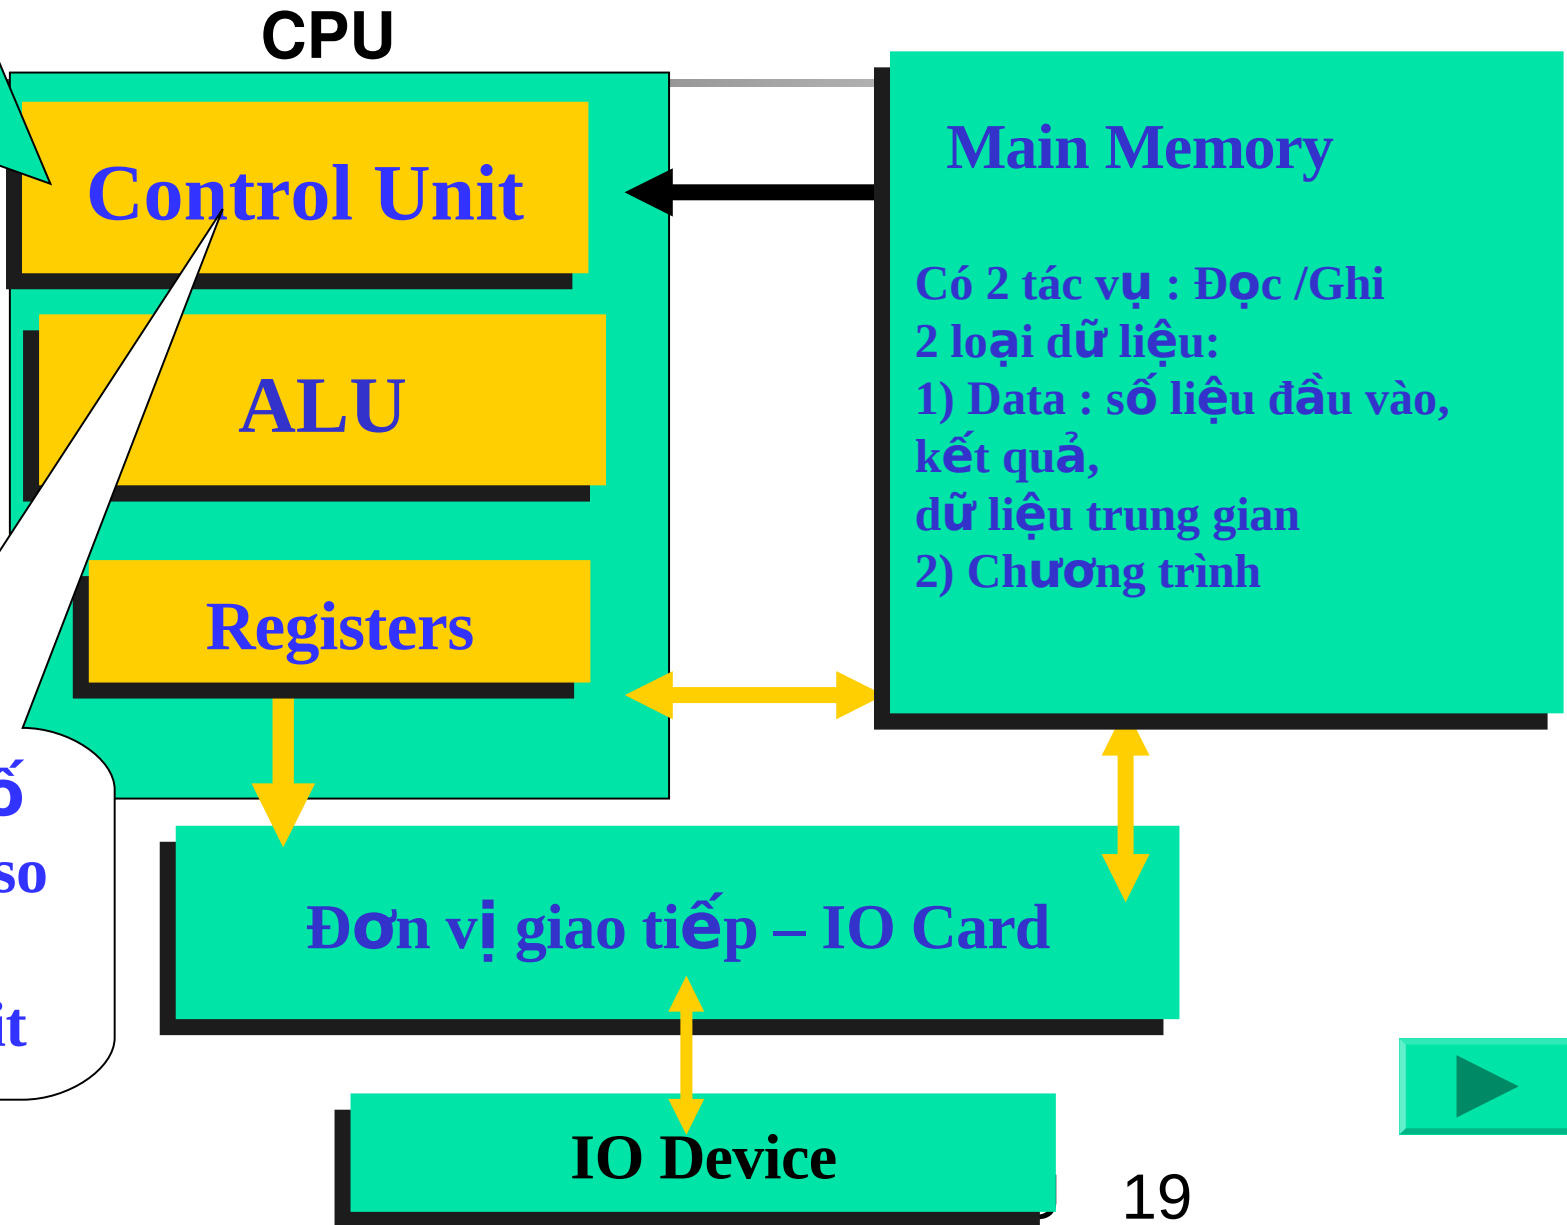 CPU
Control Unit
Main Memory
Có 2 tác vụ : Đọc /Ghi
2 loại dữ liệu:
1) Data : số liệu đầu vào,
kết quả,
dữ liệu trung gian
2) Chương trình
ALU
Registers
Đơn vị giao tiếp – IO Card
IO Device
19